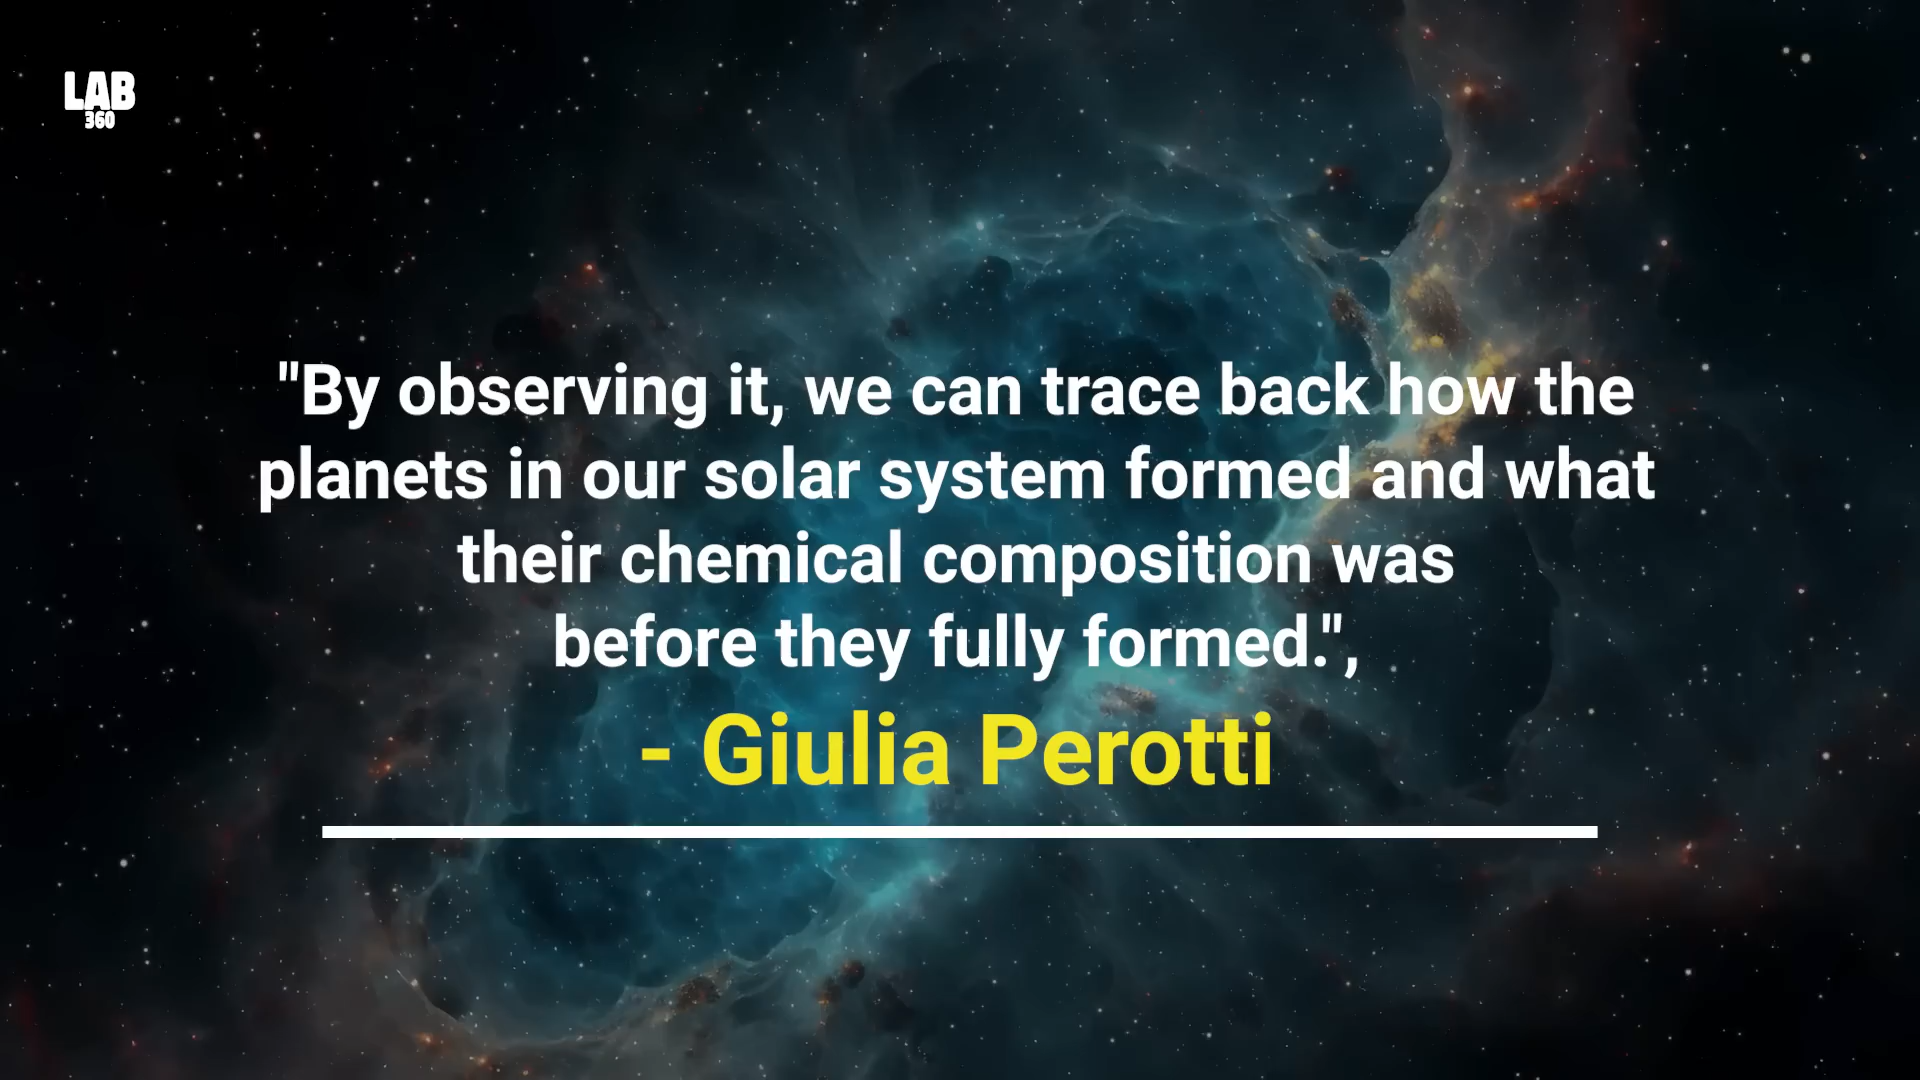 LAB
360
"By observing it, we can trace back how the
planets in our solar system formed and what
their chemical composition was
before they fully formed.",
- Giulia Perotti